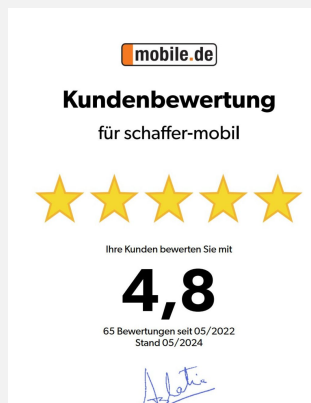 mobile.de
Kundenbewertung
für schaffer-mobil
Ihre Kunden bewerten Sie mit
4,8
65 Bewertungen seit 05/2022
Stand 05/2024